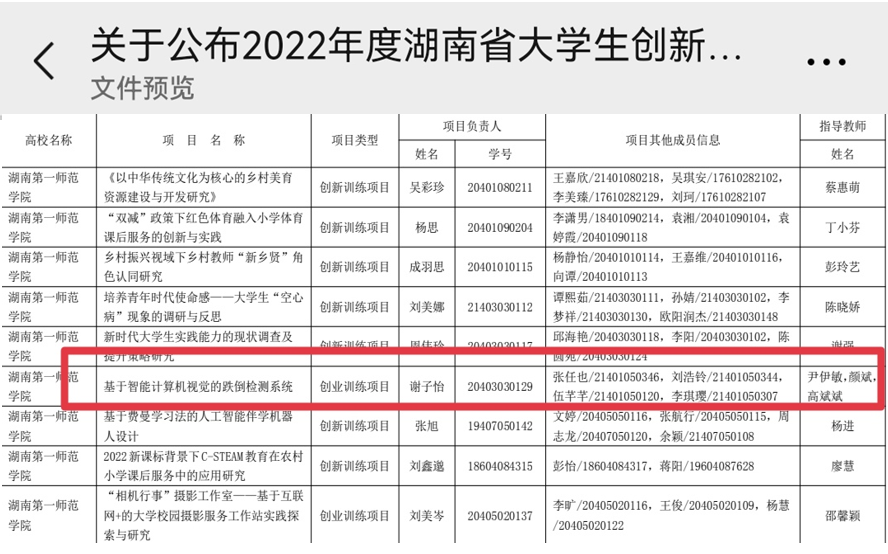 关于公布2022年度湖南省大学生创新...
文件预览
高校名称 项 目 名 称 项目类型 项目负责人 项目其他成员信息 指导教师
姓名 学号 姓名
湖南第一师范 《以中华传统文化为核心的乡村美育 创新训练项目 吴彩珍 20401080211 王嘉欣/21401080218，吴琪安/17610282102， 蔡惠萌
学院 资源建设与开发研究》 李美臻/17610282129，刘珂/17610282107
湖南第一师范 “双减”政策下红色体育融入小学体育 创新训练项目 杨思 20401090204 李潇男/18401090214，袁湘/20401090104，袁 丁小芬
学院 课后服务的创新与实践 婷霞/20401090118
湖南第一师范 乡村振兴视域下乡村教师“新乡贤”角 创新训练项目 成羽思 20401010115 杨静怡/20401010114，王嘉维/20401010116， 彭玲艺
学院 色认同研究 向谭/20401010113
湖南第一师范 培养青年时代使命感——大学生“空心 创新训练项目 刘美娜 21403030112 谭熙茹/21403030111，孙婧/21403030102，李 陈晓娇
学院 病”现象的调研与反思 梦祥/21403030130，欧阳润杰/21403030148
湖南第一师范 新时代大学生实践能力的现状调查及 创新训练项目 周佳玲 20403030117 邱海艳/20403030118，李阳/20403030102，陈 谢强
学院 提升策略研究 圆苑/20403030124
湖南第一师范 基于智能计算机视觉的跌倒检测系统 创业训练项目 谢子怡 20403030129 张任也/21401050346，刘浩铃/21401050344， 尹伊敏,颜斌,
学院 伍芊芊/21401050120，李琪璎/21401050307 高斌斌
湖南第一师范 基于费曼学习法的人工智能伴学机器 创新训练项目 张旭 19407050142 文婷/20405050116，张航行/20405050115，周 杨进
学院 人设计 志龙/20407050120，余颖/21407050108
湖南第一师范 2022新课标背景下C-STEAM教育在农村 创新训练项目 刘鑫邈 18604084315 彭怡/18604084317，蒋阳/19604087628 廖慧
学院 小学课后服务中的应用研究
湖南第一师范 “相机行事”摄影工作室——基于互联 创业训练项目 刘美岑 20405020137 李旷/20405020116，王俊/20405020109，杨慧 邵馨颖
学院 网+的大学校园摄影服务工作站实践探 /20405020122
索与研究